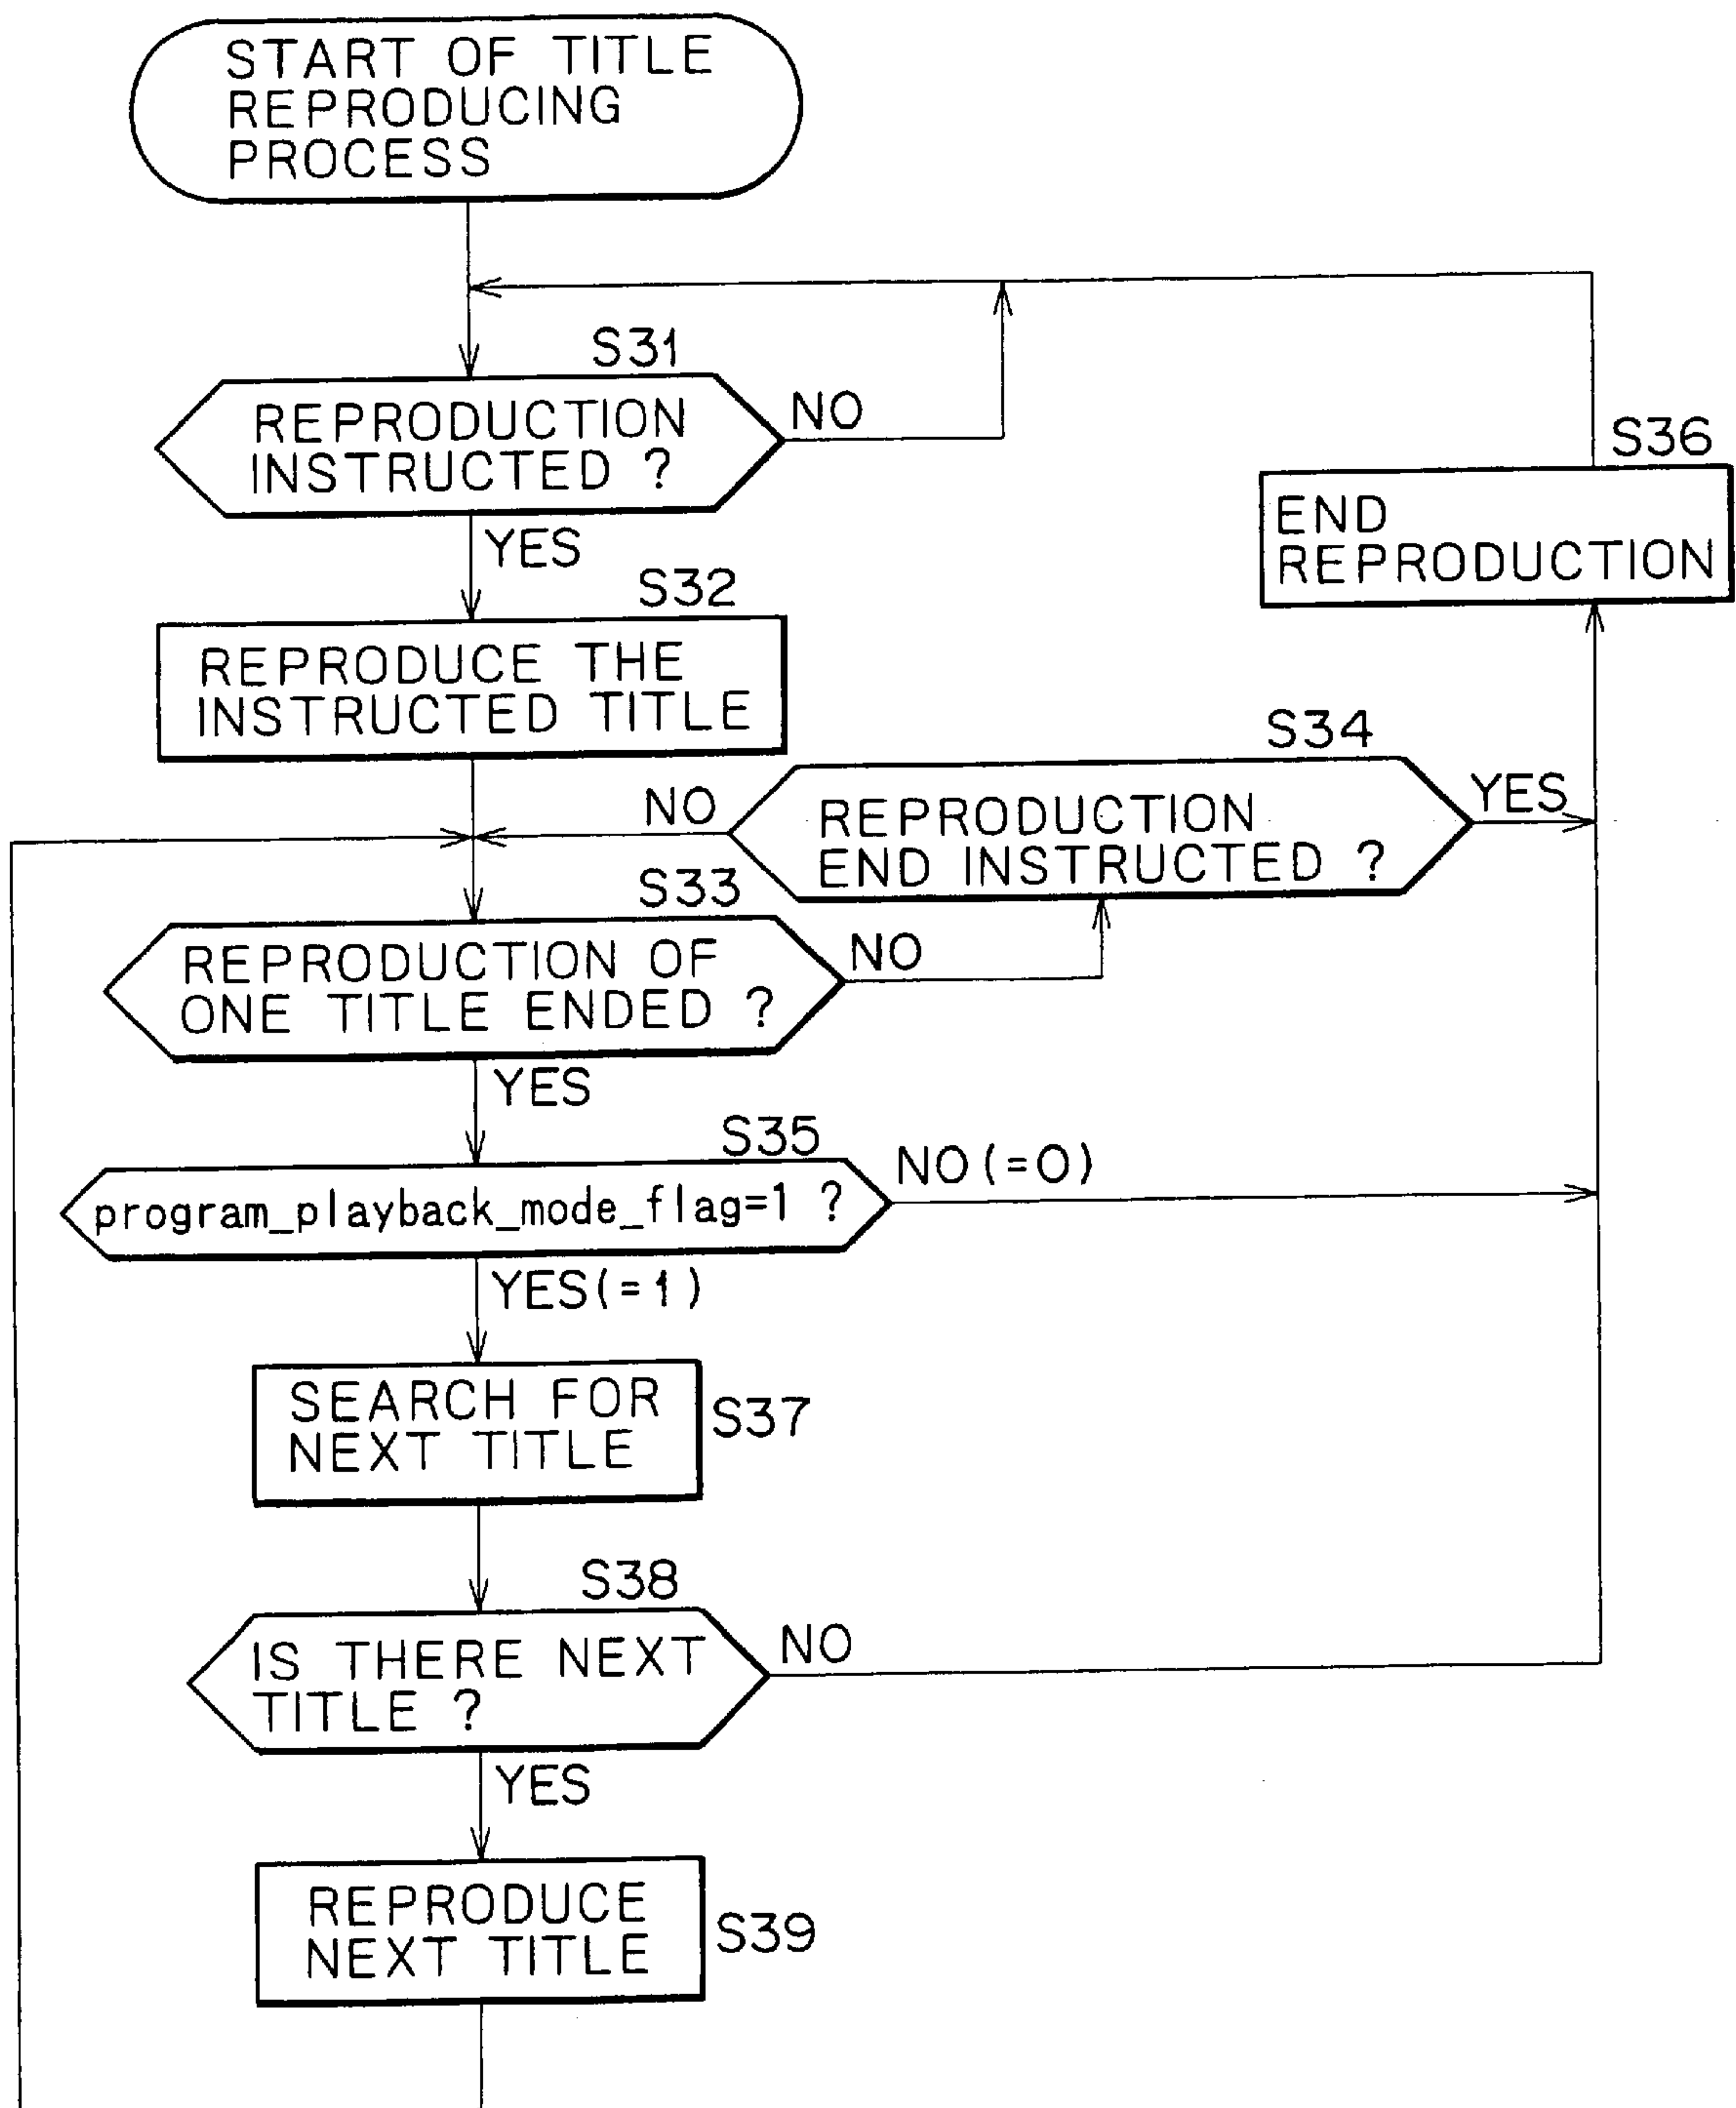 START OF TITLE
REPRODUCING
PROCESS
S31
REPRODUCTION
INSTRUCTED ?
NO
YES
S36
END
REPRODUCTION
S32
REPRODUCE THE
INSTRUCTED TITLE
S34
REPRODUCTION
END INSTRUCTED ?
NO
YES
S33
REPRODUCTION OF
ONE TITLE ENDED ?
NO
YES
S35
program_playback_mode_flag=1 ?
NO(=0)
YES(=1)
SEARCH FOR
NEXT TITLE
S37
S38
IS THERE NEXT
TITLE ?
NO
YES
REPRODUCE
NEXT TITLE
S39